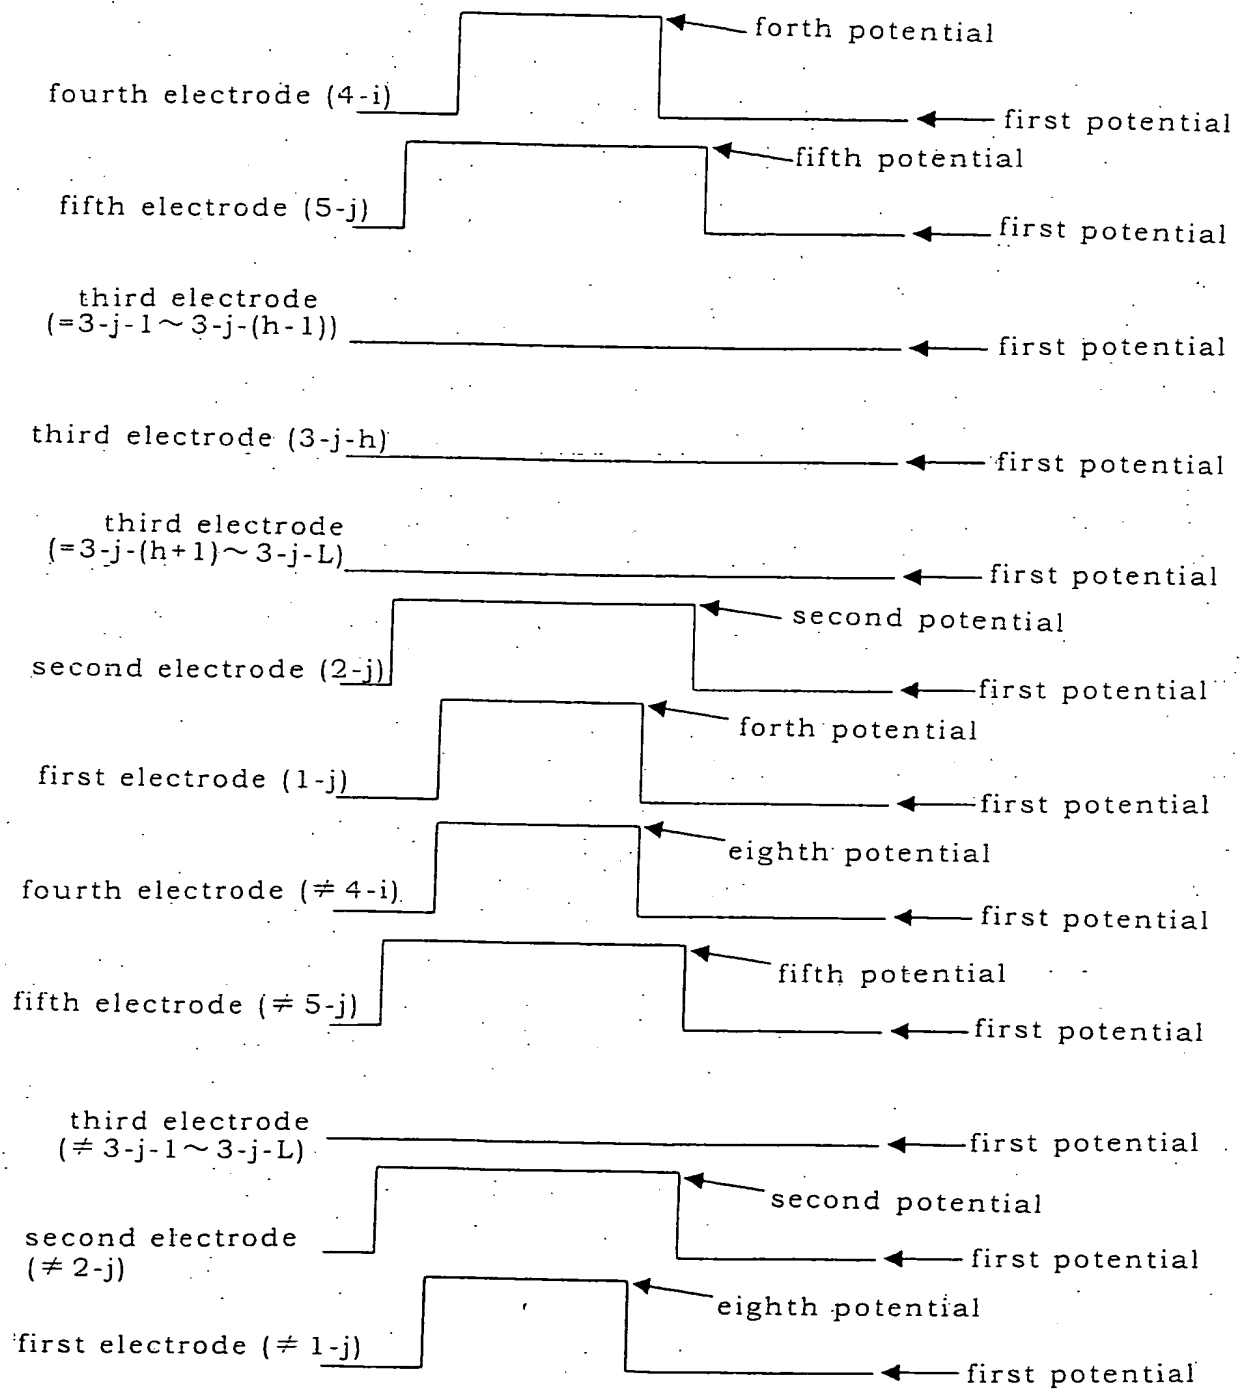 forth potential
fourth electrode (4-i)
first potential
fifth potential
fifth electrode (5-j)
first potential
third electrode
(=3-j-1～3-j-(h-1))
first potential
third electrode (3-j-h)
first potential
third electrode
(=3-j-(h+1)～3-j-L)
first potential
second potential
second electrode (2-j)
first potential
forth potential
first electrode (1-j)
first potential
eighth potential
fourth electrode (≠ 4-i)
first potential
fifth potential
fifth electrode (≠ 5-j)
first potential
third electrode
(≠ 3-j-1～3-j-L)
first potential
second potential
second electrode
(≠ 2-j)
first potential
eighth potential
first electrode (≠ 1-j)
first potential